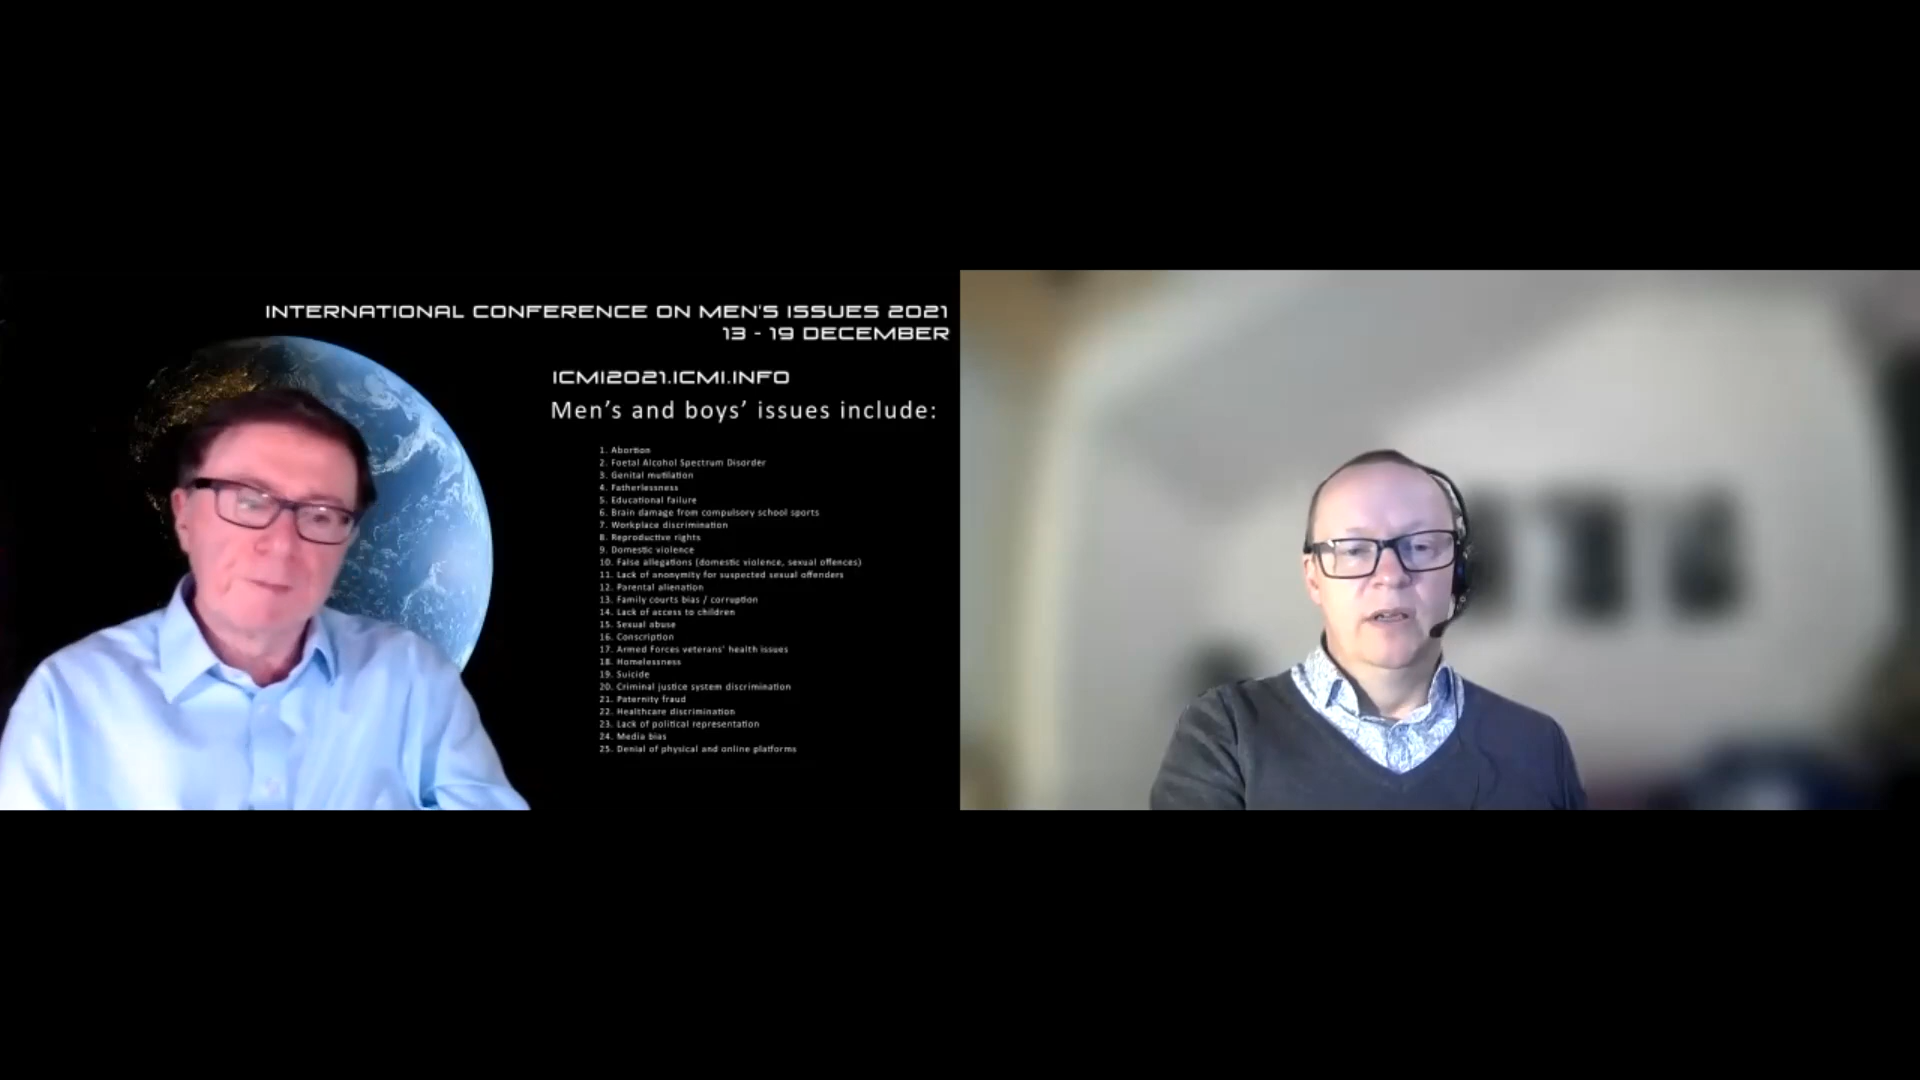 INTERNATIONAL CONFERENCE ON MEN'S ISSUES 2021
13 - 19 DECEMBER
ICMI2021.ICMI.INFO
Men's and boys' issues include:
1. Abortion
2. Foetal Alcohol Spectrum Disorder
3. Genital mutilation
4. Fatherlessness
5. Educational failure
6. Brain damage from compulsory school sports
7. Workplace discrimination
8. Reproductive rights
9. Domestic violence
10. False allegations (domestic violence, sexual offences)
11. Lack of anonymity for suspected sexual offenders
12. Parental alienation
13. Family courts bias / corruption
14. Lack of access to children
15. Sexual abuse
16. Conscription
17. Armed Forces veterans' health issues
18. Homelessness
19. Suicide
20. Criminal justice system discrimination
21. Paternity fraud
22. Healthcare discrimination
23. Lack of political representation
24. Media bias
25. Denial of physical and online platforms